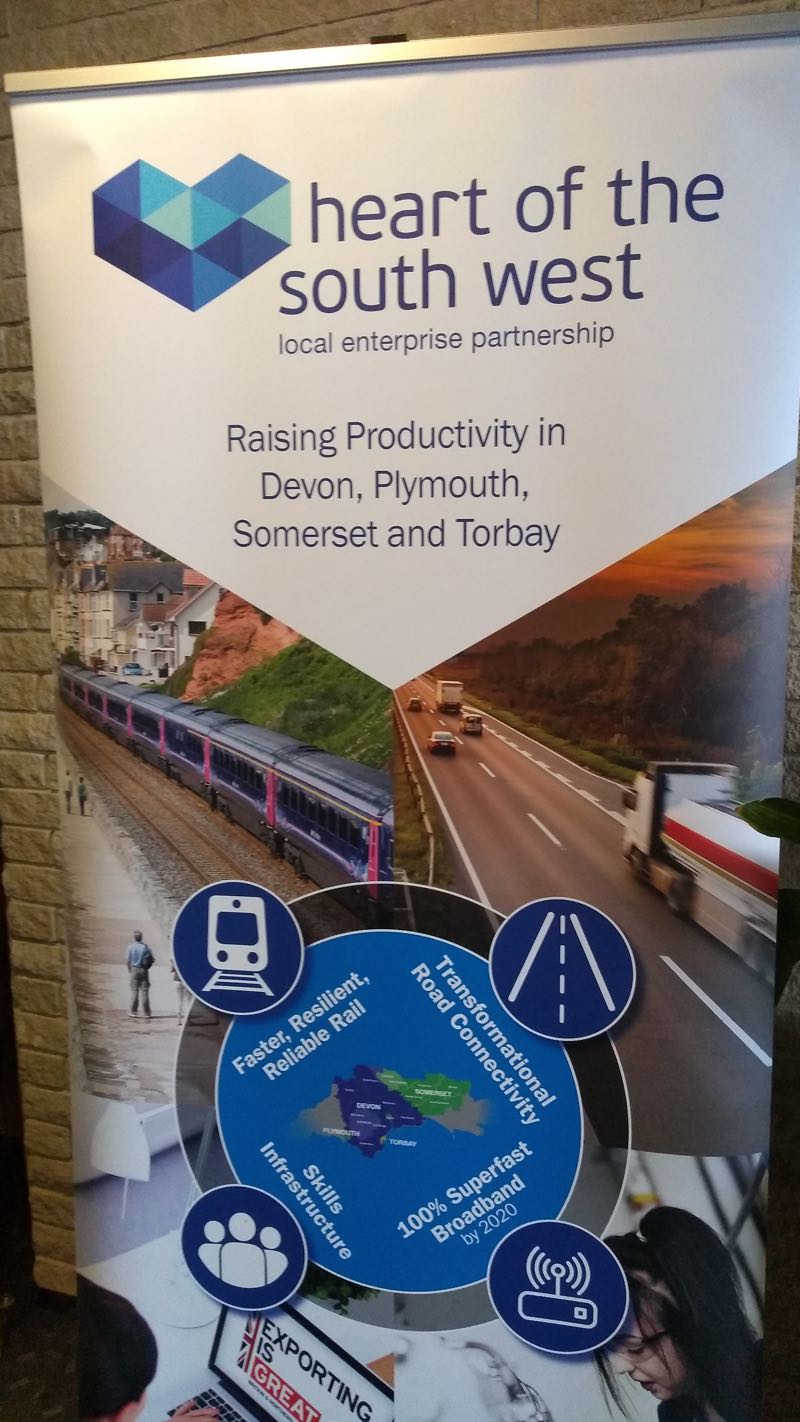 heart of the
south west
local enterprise partnership
Raising Productivity in
Devon, Plymouth,
Somerset and Torbay
Faster, Resilient,
Reliable Rail
Transformational
Road Connectivity
SOMERSET
DEVON
PLYMOUTH
TORBAY
Skills
Infrastructure
100% Superfast
Broadband
by 2020
EXPORTING
IS
GREAT